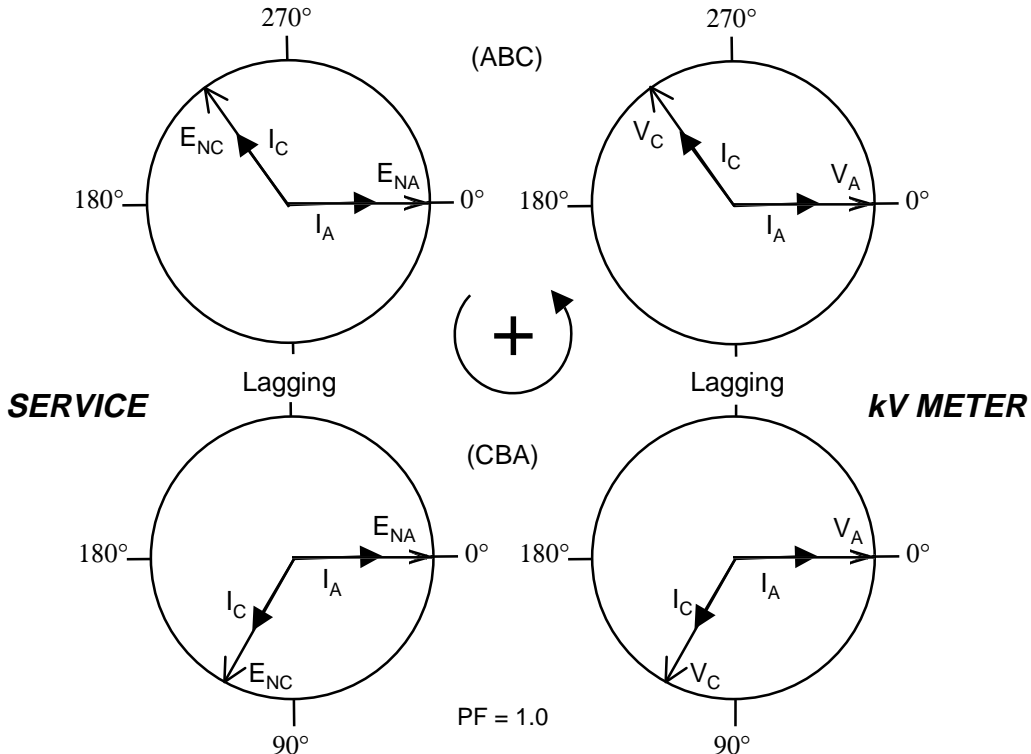 270° 270°
(ABC)
E_NC I_C E_NA V_C I_C V_A
180° 0° 180° 0°
I_A I_A
+
Lagging Lagging
SERVICE kV METER
(CBA)
E_NA V_A
180° 0° 180° 0°
I_C I_A I_C I_A
E_NC V_C
PF = 1.0
90° 90°